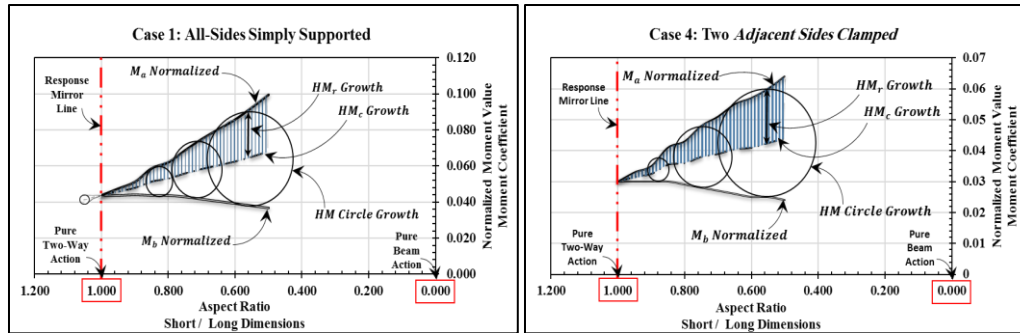 Case 1: All-Sides Simply Supported
0.120
0.100
0.080
0.060
0.040
0.020
0.000
Normalized Moment Value
Moment Coefficient
Response
Mirror
Line
Ma Normalized
HMr Growth
HMc Growth
HM Circle Growth
Mb Normalized
Pure
Two-Way
Action
Pure
Beam
Action
1.200
1.000
0.800
0.600
0.400
0.200
0.000
Aspect Ratio
Short / Long Dimensions
Case 4: Two Adjacent Sides Clamped
0.07
0.06
0.05
0.04
0.03
0.02
0.01
0
Normalized Moment Value
Moment Coefficient
Response
Mirror Line
Ma Normalized
HMr Growth
HMc Growth
HM Circle Growth
Mb Normalized
Pure
Two-Way
Action
Pure
Beam
Action
1.200
1.000
0.800
0.600
0.400
0.200
0.000
Aspect Ratio
Short / Long Dimensions